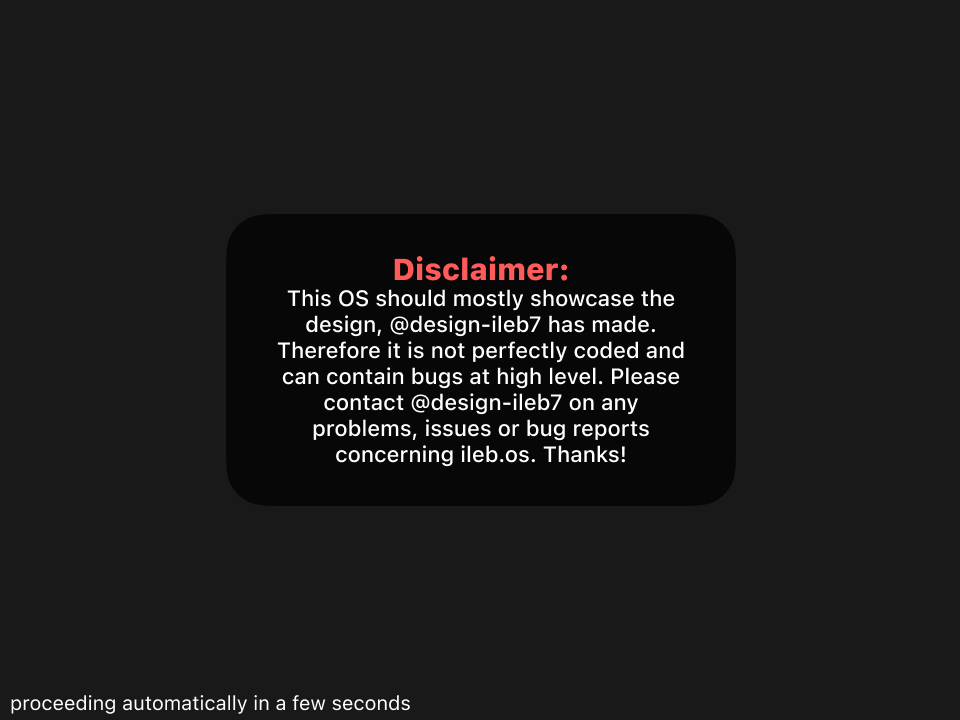 Disclaimer:
This OS should mostly showcase the
design, @design-ileb7 has made.
Therefore it is not perfectly coded and
can contain bugs at high level. Please
contact @design-ileb7 on any
problems, issues or bug reports
concerning ileb.os. Thanks!
proceeding automatically in a few seconds